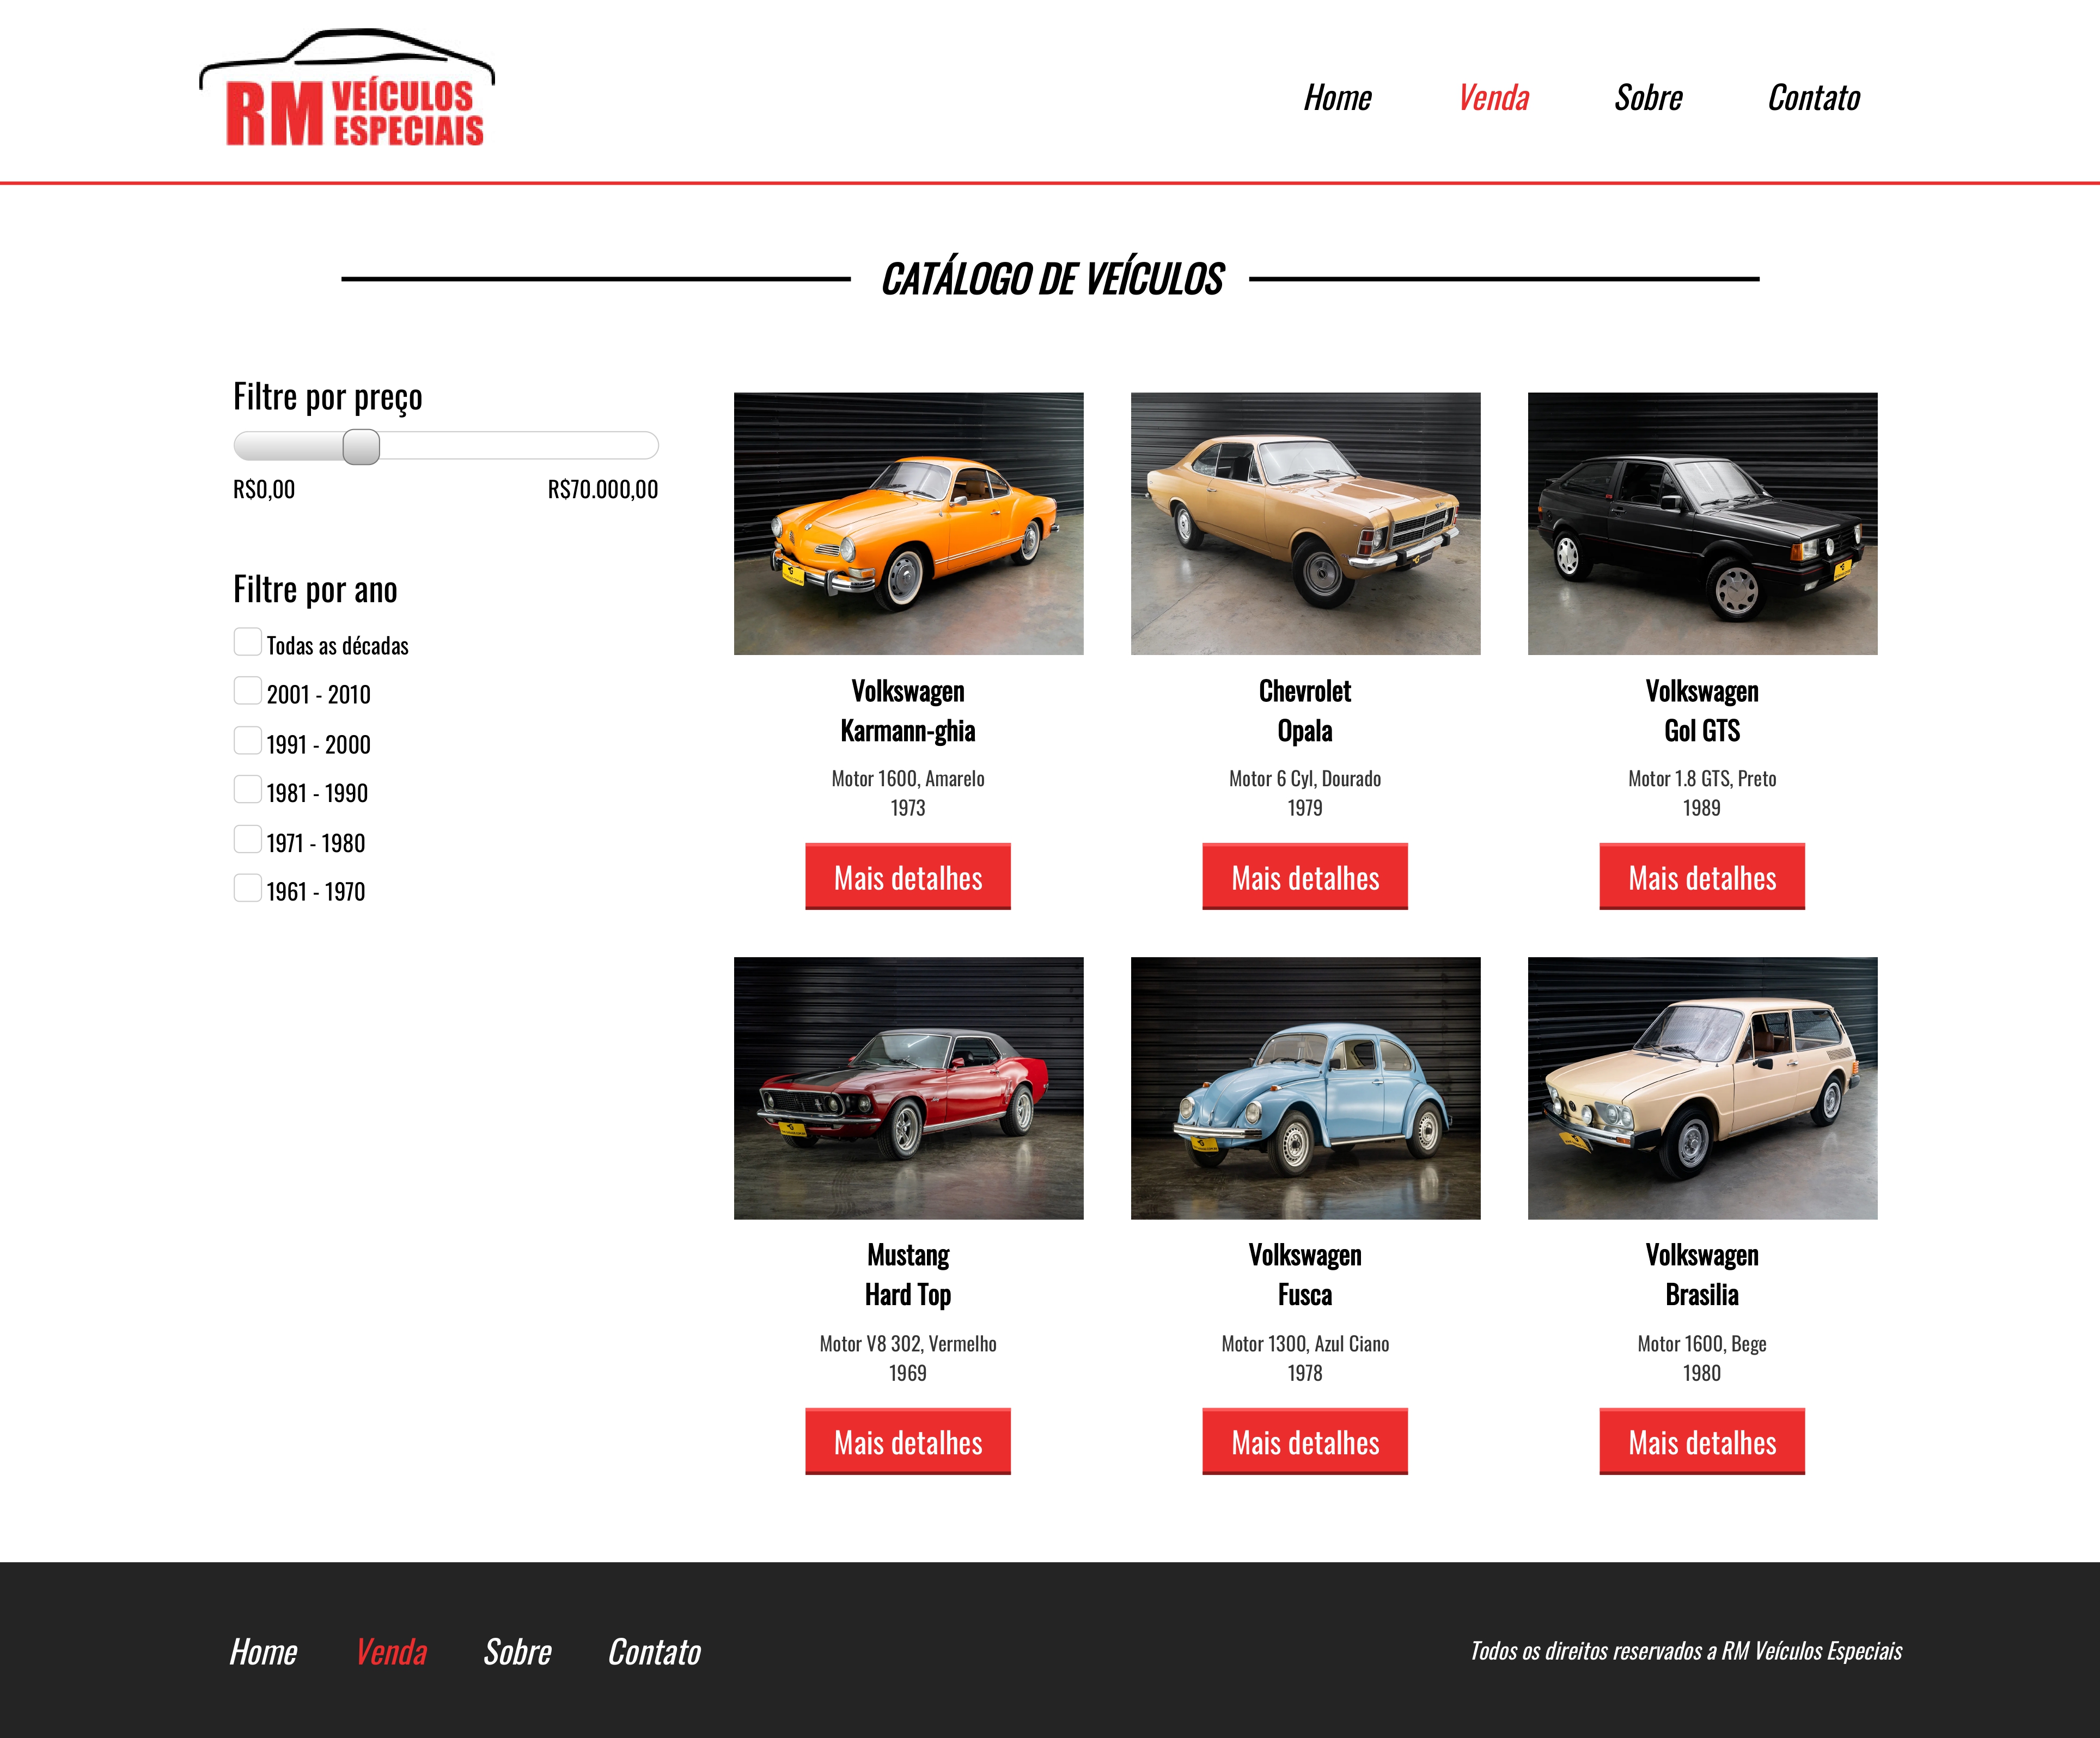 RM VEÍCULOS
ESPECIAIS
Home
Venda
Sobre
Contato
CATÁLOGO DE VEÍCULOS
Filtre por preço
R$0,00
R$70.000,00
Filtre por ano
Todas as décadas
2001 - 2010
1991 - 2000
1981 - 1990
1971 - 1980
1961 - 1970
Volkswagen
Karmann-ghia
Motor 1600, Amarelo
1973
Mais detalhes
Chevrolet
Opala
Motor 6 Cyl, Dourado
1979
Mais detalhes
Volkswagen
Gol GTS
Motor 1.8 GTS, Preto
1989
Mais detalhes
Mustang
Hard Top
Motor V8 302, Vermelho
1969
Mais detalhes
Volkswagen
Fusca
Motor 1300, Azul Ciano
1978
Mais detalhes
Volkswagen
Brasilia
Motor 1600, Bege
1980
Mais detalhes
Home
Venda
Sobre
Contato
Todos os direitos reservados a RM Veículos Especiais